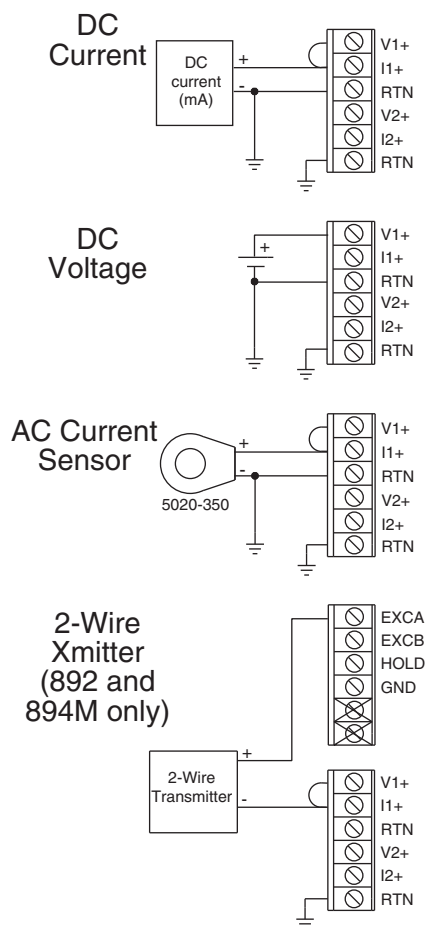 DC
Current
DC
current
(mA)
+
-
V1+
I1+
RTN
V2+
I2+
RTN
DC
Voltage
+
V1+
I1+
RTN
V2+
I2+
RTN
AC Current
Sensor
5020-350
+
-
V1+
I1+
RTN
V2+
I2+
RTN
2-Wire
Xmitter
(892 and
894M only)
EXCA
EXCB
HOLD
GND
2-Wire
Transmitter
+
-
V1+
I1+
RTN
V2+
I2+
RTN